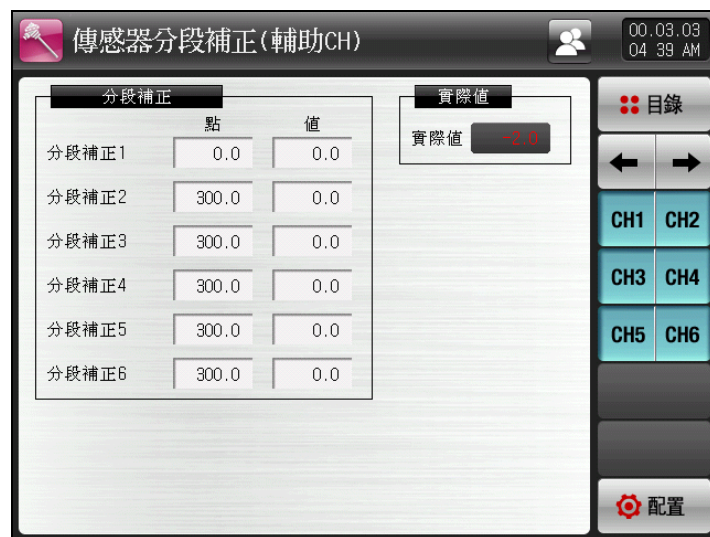 傳感器分段補正(輔助CH)
00.03.03
04 39 AM
分段補正
點 值
分段補正1 0.0 0.0
分段補正2 300.0 0.0
分段補正3 300.0 0.0
分段補正4 300.0 0.0
分段補正5 300.0 0.0
分段補正6 300.0 0.0
實際值
實際值 -2.0
目錄
CH1 CH2
CH3 CH4
CH5 CH6
配置